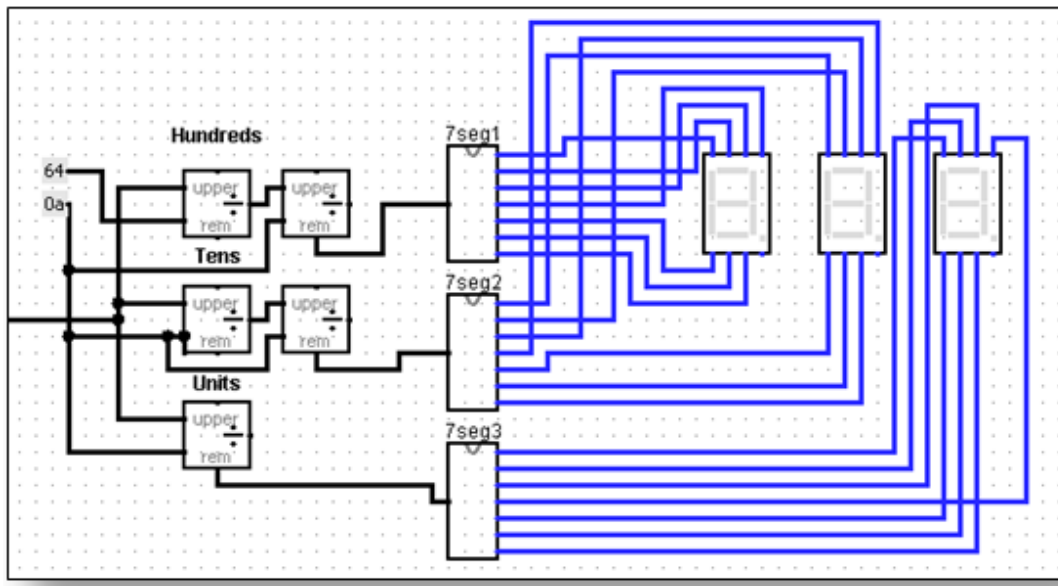 7seg1
Hundreds
64
upper
upper
0a
rem
rem
Tens
7seg2
upper
upper
rem
rem
Units
upper
7seg3
rem